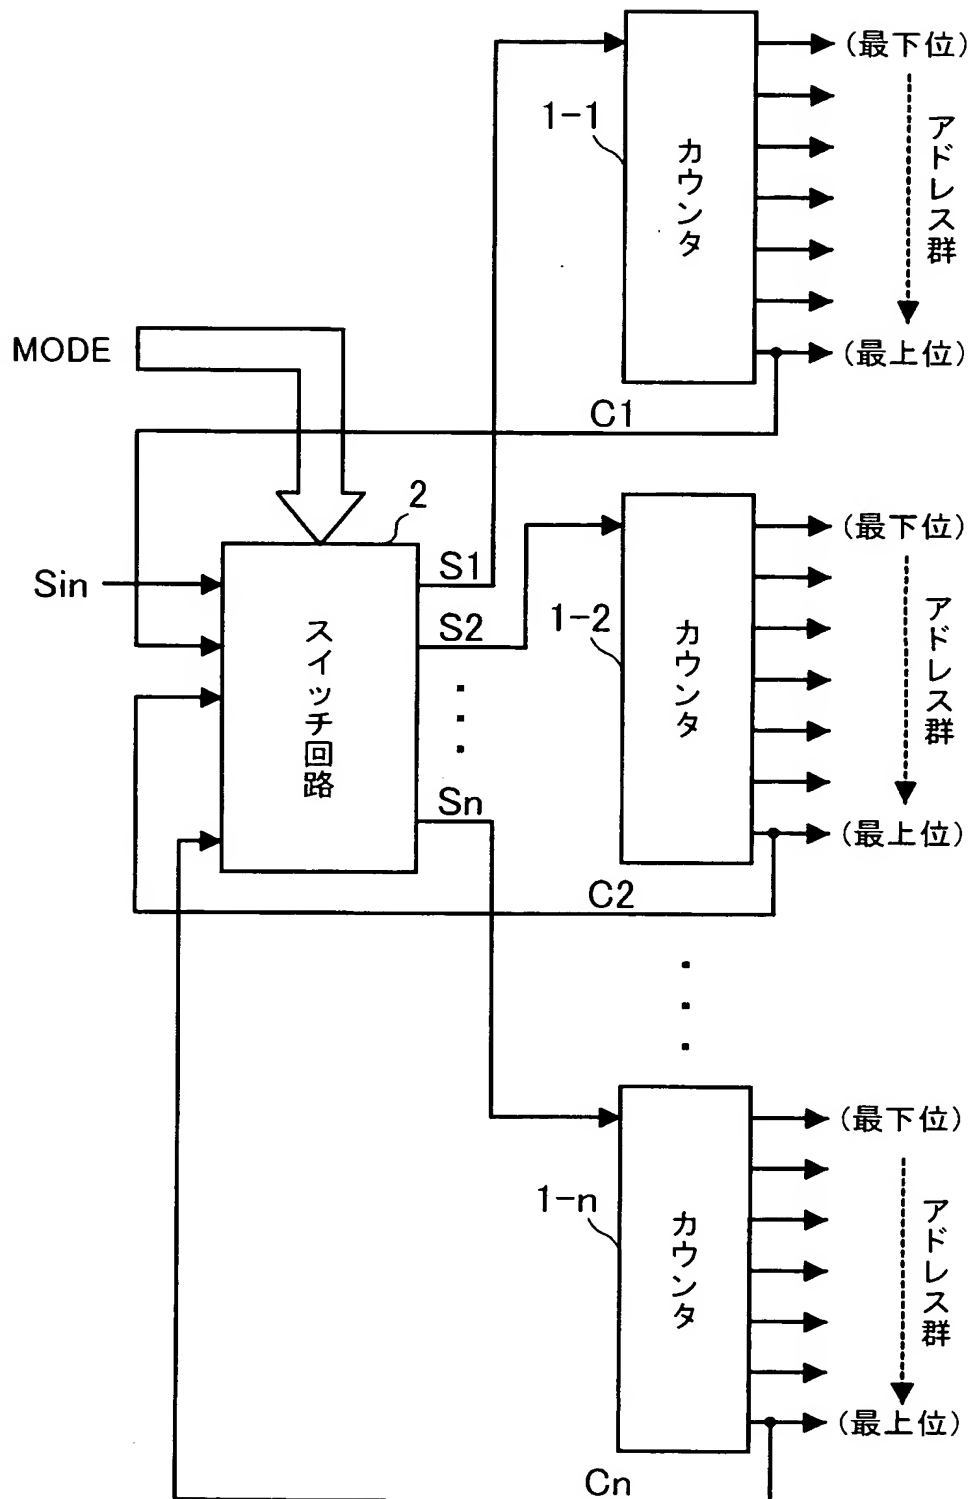 (最下位)
1-1
カウンタ
アドレス群
MODE
(最上位)
C1
2
(最下位)
Sin
S1
S2
1-2
カウンタ
アドレス群
スイッチ回路
Sn
(最上位)
C2
(最下位)
1-n
カウンタ
アドレス群
(最上位)
Cn